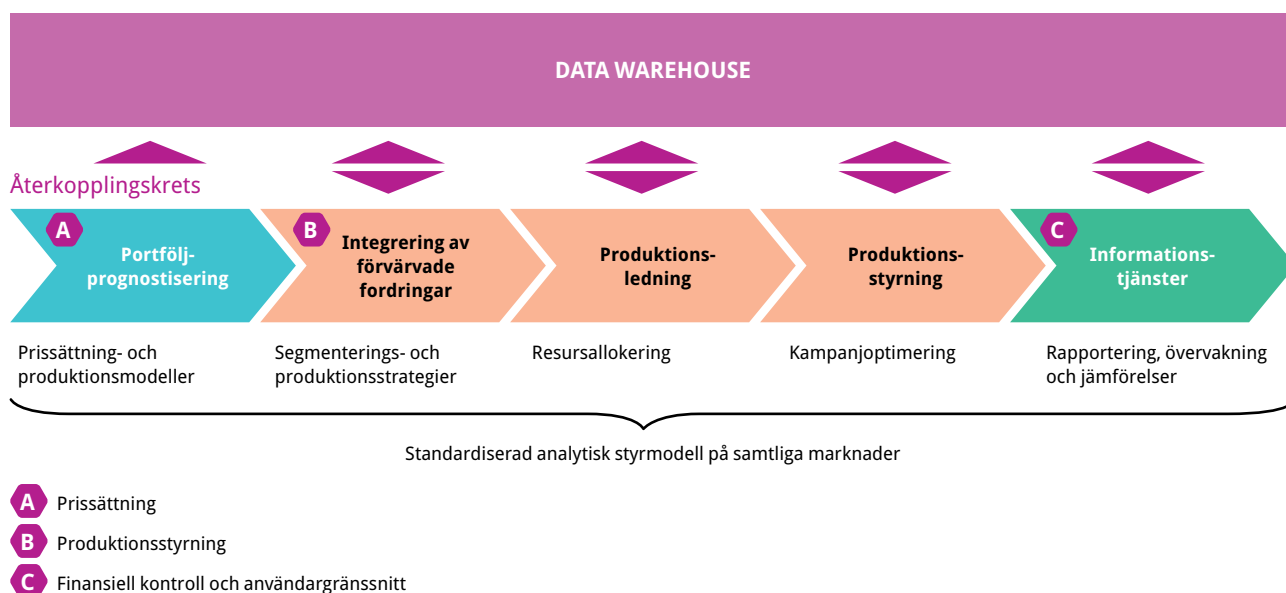 DATA WAREHOUSE
Återkopplingskrets
A
Portfölj-
prognostisering
B
Integrering av
förvärvade
fordringar
Produktions-
ledning
Produktions-
styrning
C
Informations-
tjänster
Prissättning- och
produktionsmodeller
Segmenterings- och
produktionsstrategier
Resursallokering
Kampanjoptimering
Rapportering, övervakning
och jämförelser
Standardiserad analytisk styrmodell på samtliga marknader
A Prissättning
B Produktionsstyrning
C Finansiell kontroll och användargränssnitt